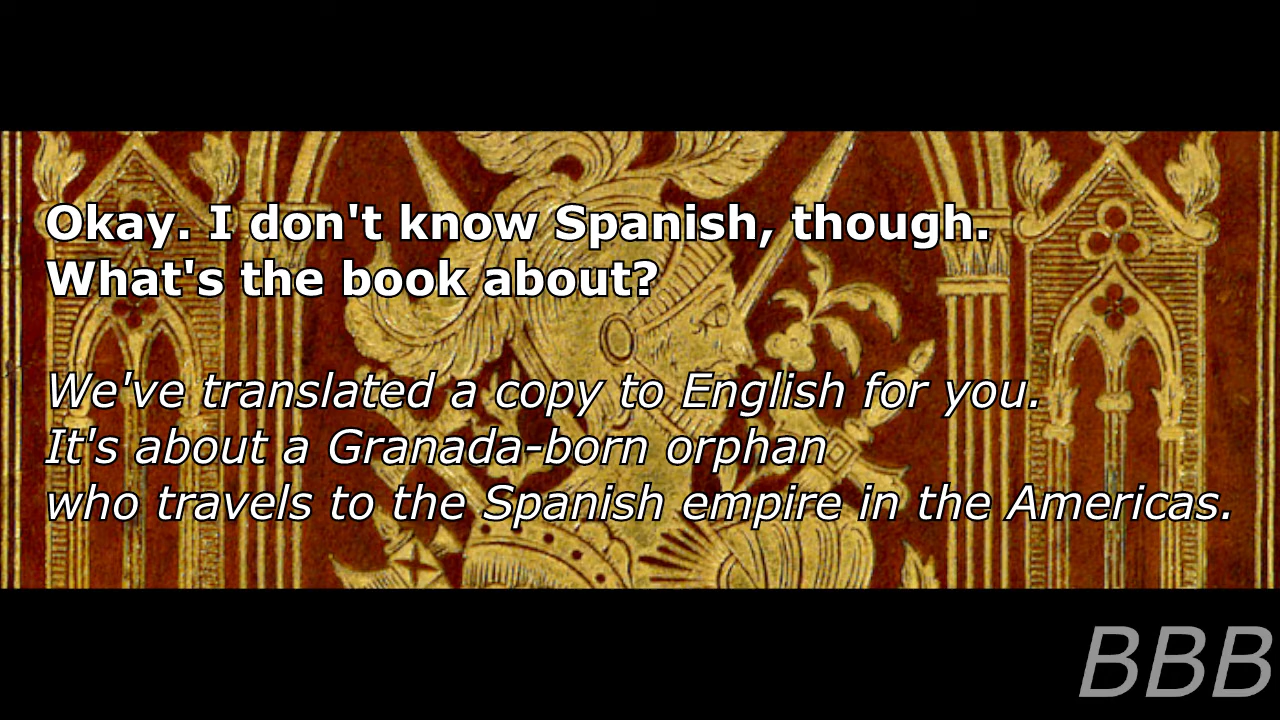 Okay. I don't know Spanish, though.
What's the book about?
We've translated a copy to English for you.
It's about a Granada-born orphan
who travels to the Spanish empire in the Americas.
BBB